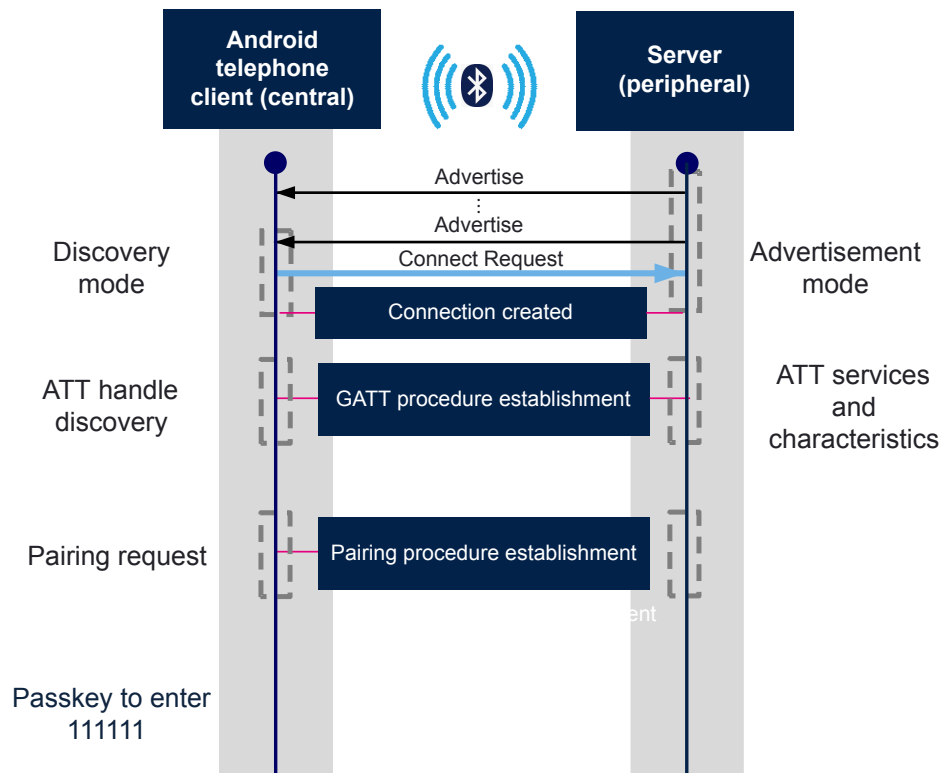 Android
telephone
client (central)
Server
(peripheral)
Advertise
Advertise
Discovery
mode
Connect Request
Advertisement
mode
Connection created
ATT handle
discovery
GATT procedure establishment
ATT services
and
characteristics
Pairing request
Pairing procedure establishment
Passkey to enter
111111